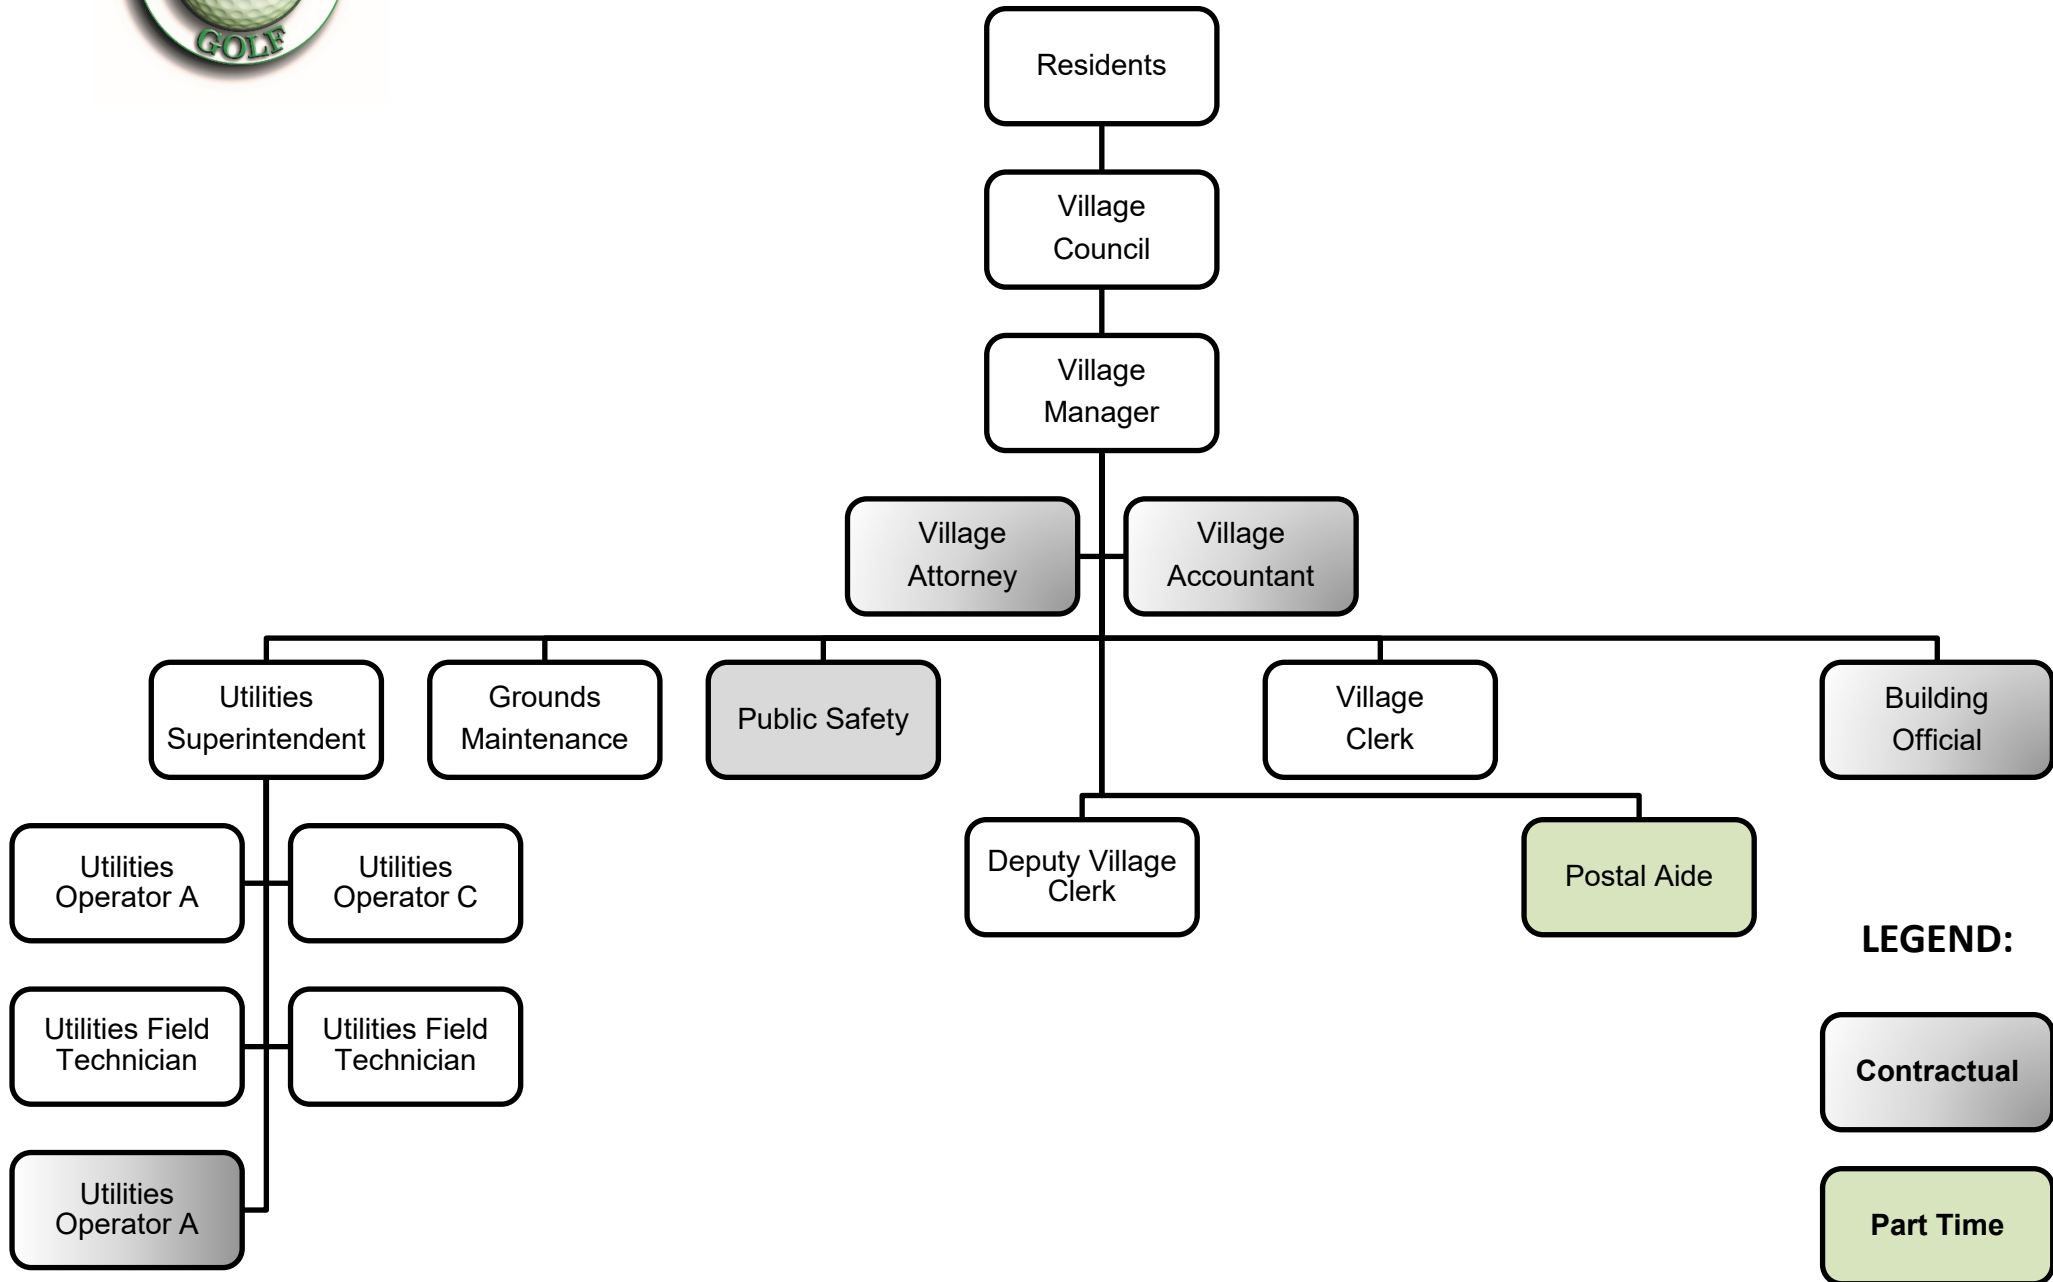 GOLF
Residents
Village
Council
Village
Manager
Village
Attorney
Village
Accountant
Utilities
Superintendent
Grounds
Maintenance
Public Safety
Village
Clerk
Building
Official
Utilities
Operator A
Utilities
Operator C
Deputy Village
Clerk
Postal Aide
LEGEND:
Utilities Field
Technician
Utilities Field
Technician
Contractual
Utilities
Operator A
Part Time